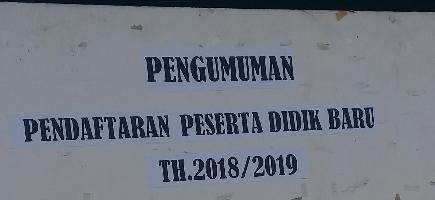 PENGUMUMAN
PENDAFTARAN PESERTA DIDIK BARU
TH.2018/2019